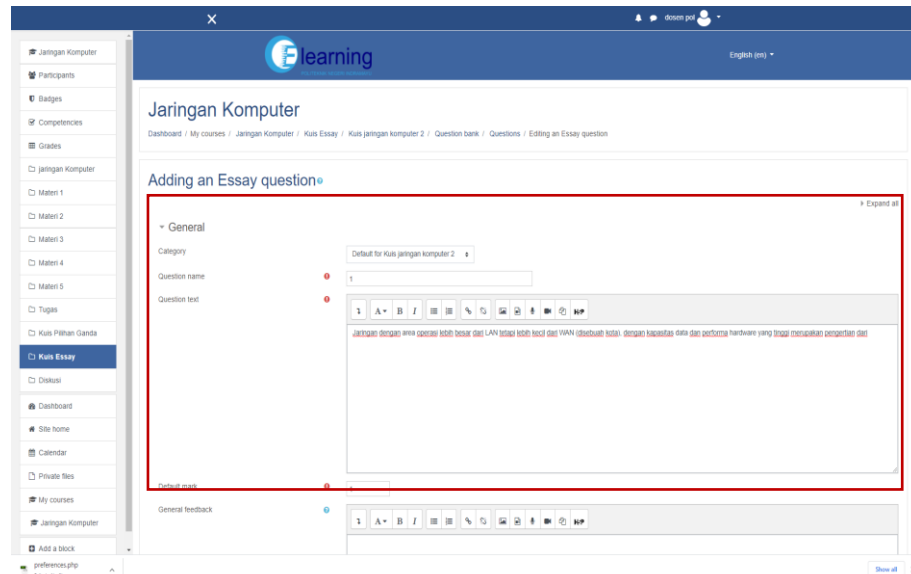 dosen pol
Elearning
English (en)
Jaringan Komputer
Participants
Badges
Competencies
Grades
jaringan Komputer
Materi 1
Materi 2
Materi 3
Materi 4
Materi 5
Tugas
Kuis Pilihan Ganda
Kuis Essay
Diskusi
Dashboard
Site home
Calendar
Private files
My courses
Jaringan Komputer
Add a block
Jaringan Komputer
Dashboard / My courses / Jaringan Komputer / Kuis Essay / Kuis jaringan komputer 2 / Question bank / Questions / Editing an Essay question
Adding an Essay question
Expand all
General
Category
Default for Kuis jaringan komputer 2
Question name
1
Question text
A B I
Jaringan dengan area operasi lebih besar dari LAN tetapi lebih kecil dari WAN (disebuati kota), dengan kapasitas data dan performa hardware yang tinggi merupakan pengertian dari
Default mark
General feedback
A B I
preferences.php
Show all